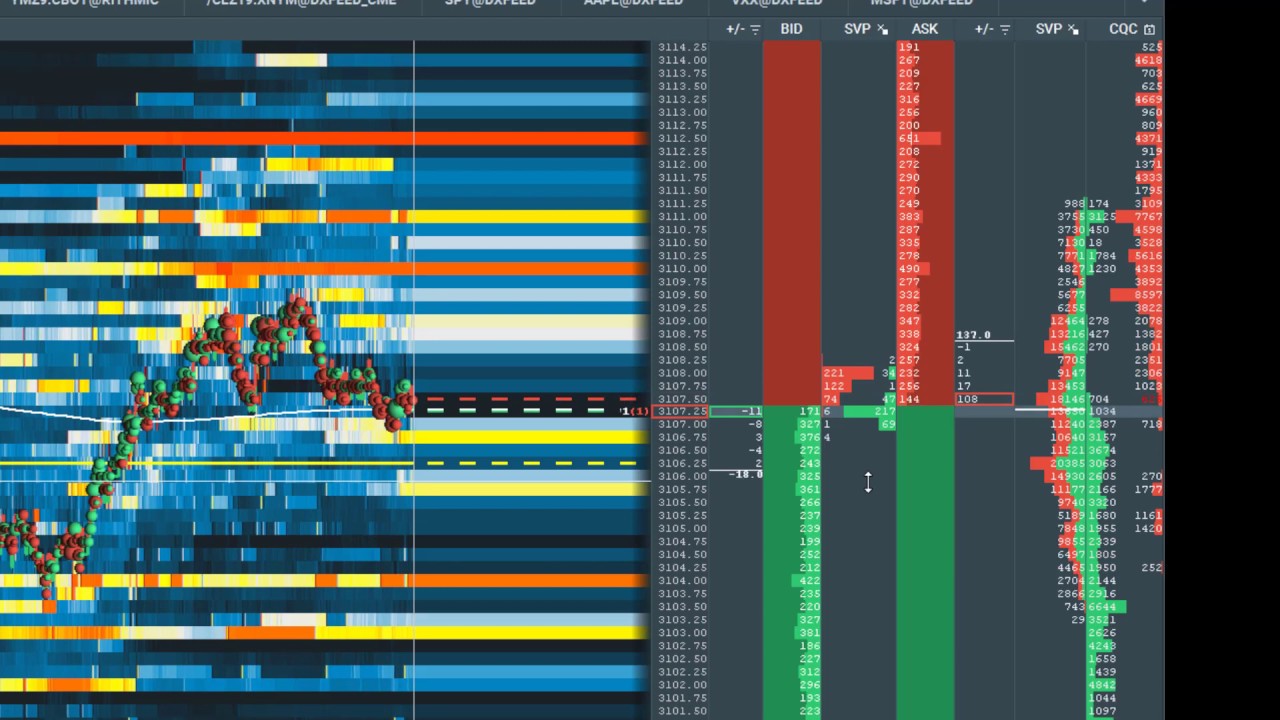 YMZ9.CBOT@RITHMIC /CLZ19.XNYM@DXFEED_CME SPY@DXFEED AAPL@DXFEED VXX@DXFEED MSFT@DXFEED
+/- BID SVP ASK +/- SVP CQC
3114.25 191 525
3114.00 267 4618
3113.75 209 703
3113.50 227 625
3113.25 316 4669
3113.00 256 960
3112.75 200 809
3112.50 651 4371
3112.25 208 919
3112.00 272 1371
3111.75 290 4333
3111.50 270 1795
3111.25 249 988 174 3109
3111.00 383 3755 3125 7767
3110.75 287 3730 450 4598
3110.50 335 7130 18 3528
3110.25 278 7771 1784 5616
3110.00 490 4827 1230 4353
3109.75 277 2546 3892
3109.50 332 5677 8597
3109.25 282 6255 3822
3109.00 347 12464 278 2078
3108.75 338 137.0 13216 427 1382
3108.50 324 -1 15462 270 1801
3108.25 2 257 2 7705 2351
3108.00 221 34 232 11 9147 2306
3107.75 122 1 256 17 13453 1023
3107.50 74 47 144 108 18146 704
1(1) 3107.25 -11 171 6 217 1034
3107.00 -8 327 1 69 11240 2387 718
3106.75 3 376 4 10640 3157
3106.50 -4 272 11521 3674
3106.25 2 243 20385 3063
3106.00 -18.0 325 14930 2605 270
3105.75 361 11177 2166 1777
3105.50 266 9740 3320
3105.25 237 5189 1680 1161
3105.00 239 7848 1955 1420
3104.75 199 9855 2339
3104.50 252 6497 1805
3104.25 212 4465 1950 252
3104.00 422 2704 2144
3103.75 235 2866 2916
3103.50 220 743 6644
3103.25 327 29 3521
3103.00 381 2626
3102.75 186 4243
3102.50 227 1658
3102.25 312 1439
3102.00 296 4842
3101.75 193 1044
3101.50 223 1097